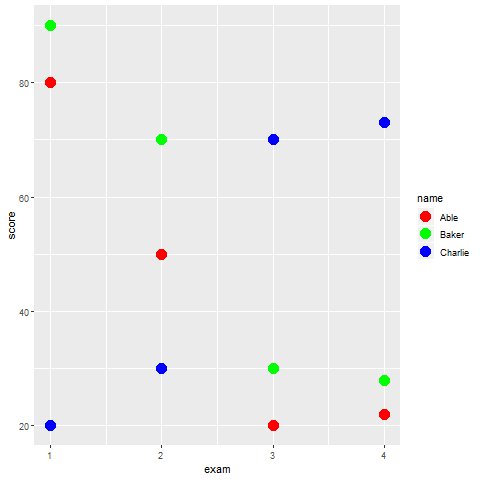 80
60
40
20
score
1 2 3 4
exam
name
Able
Baker
Charlie